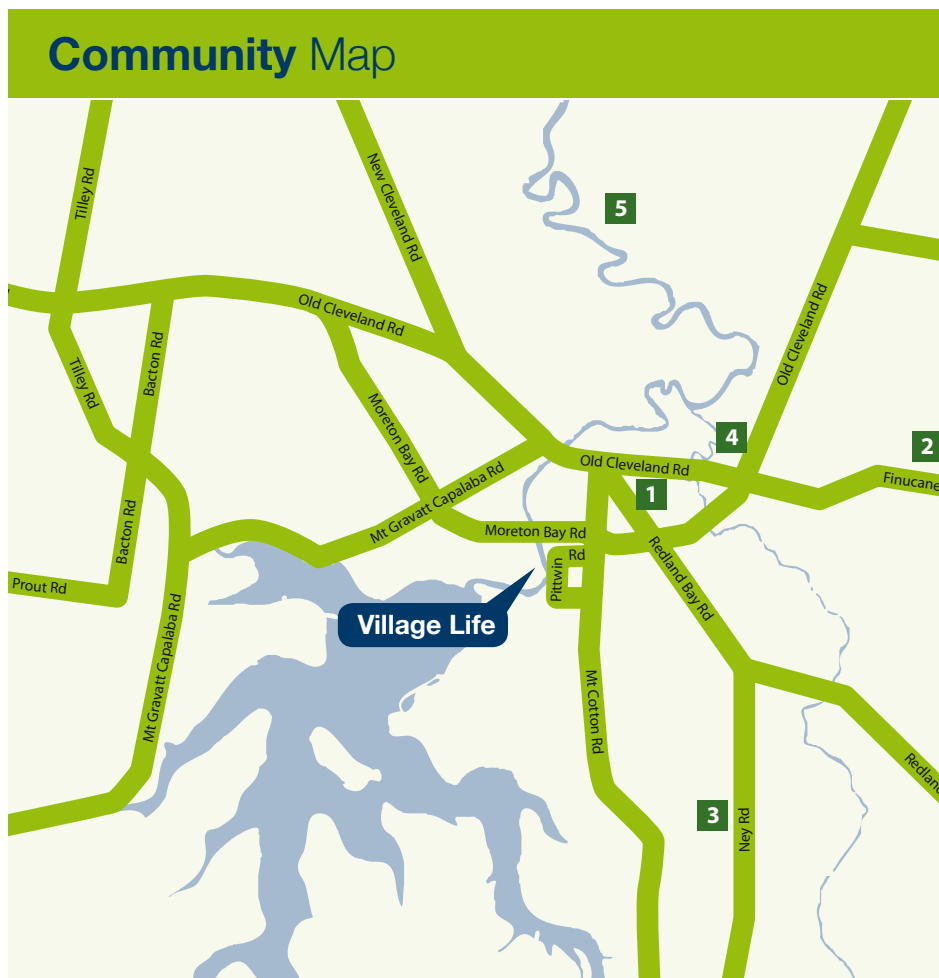 Community Map
Tilley Rd
New Cleveland Rd
5
Old Cleveland Rd
Old Cleveland Rd
Bacton Rd
Tilley Rd
Moreton Bay Rd
4
2
Old Cleveland Rd
Finucane
Mt Gravatt Capalaba Rd
1
Bacton Rd
Moreton Bay Rd
Redland Bay Rd
Pittwin Rd
Prout Rd
Village Life
Mt Gravatt Capalaba Rd
Mt Cotton Rd
3
Ney Rd